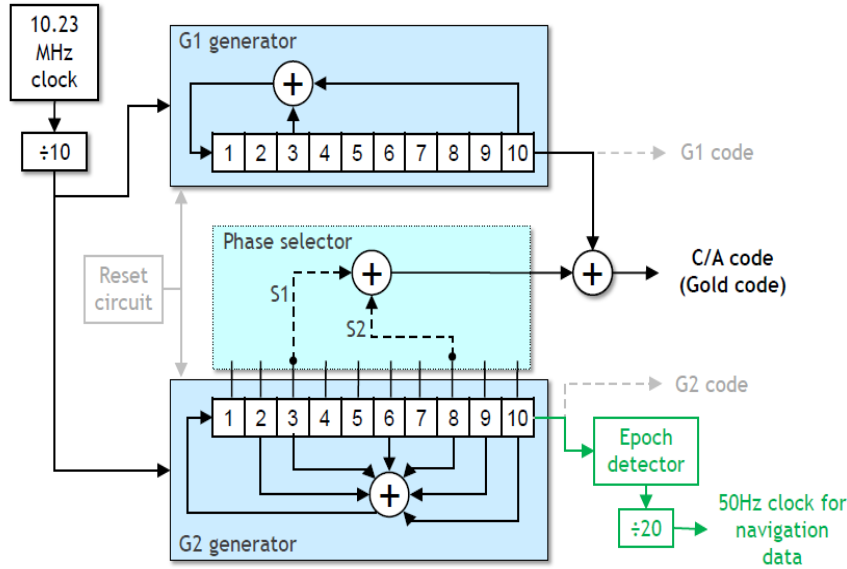 10.23
MHz
clock
÷10
G1 generator
+
1 2 3 4 5 6 7 8 9 10
G1 code
Reset
circuit
Phase selector
S1
+
S2
+
C/A code
(Gold code)
G2 code
1 2 3 4 5 6 7 8 9 10
+
G2 generator
Epoch
detector
÷20
50Hz clock for
navigation
data